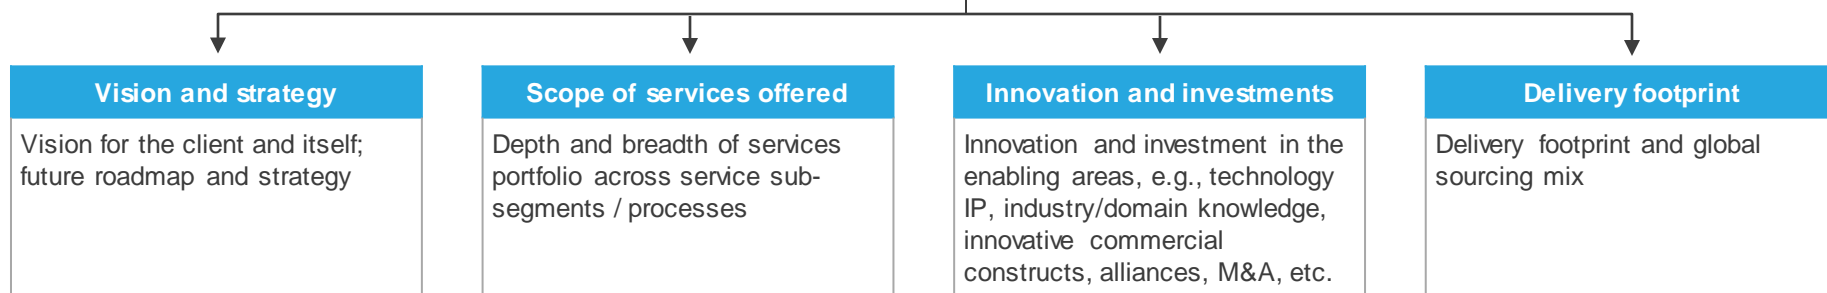 Vision and strategy
Vision for the client and itself;
future roadmap and strategy
Scope of services offered
Depth and breadth of services
portfolio across service sub-
segments / processes
Innovation and investments
Innovation and investment in the
enabling areas, e.g., technology
IP, industry/domain knowledge,
innovative commercial
constructs, alliances, M&A, etc.
Delivery footprint
Delivery footprint and global
sourcing mix